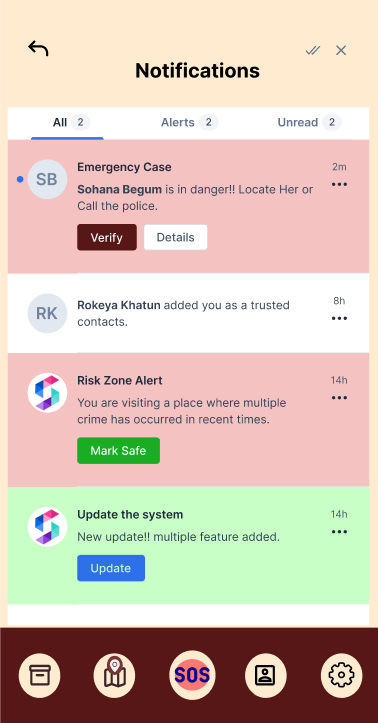 Notifications
All 2 Alerts 2 Unread 2
SB
Emergency Case 2m
Sohana Begum is in danger!! Locate Her or
Call the police.
Verify Details
RK
Rokeya Khatun added you as a trusted 8h
contacts.
Risk Zone Alert 14h
You are visiting a place where multiple
crime has occurred in recent times.
Mark Safe
Update the system 14h
New update!! multiple feature added.
Update
SOS